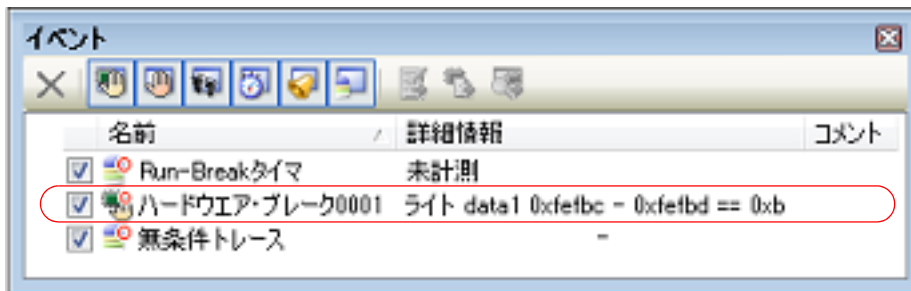 イベント
名前 詳細情報 コメント
Run-Breakタイマ 未計測
ハードウエア・ブレーク0001 ライト data1 0xfefbc - 0xfefbd == 0xb
無条件トレース -